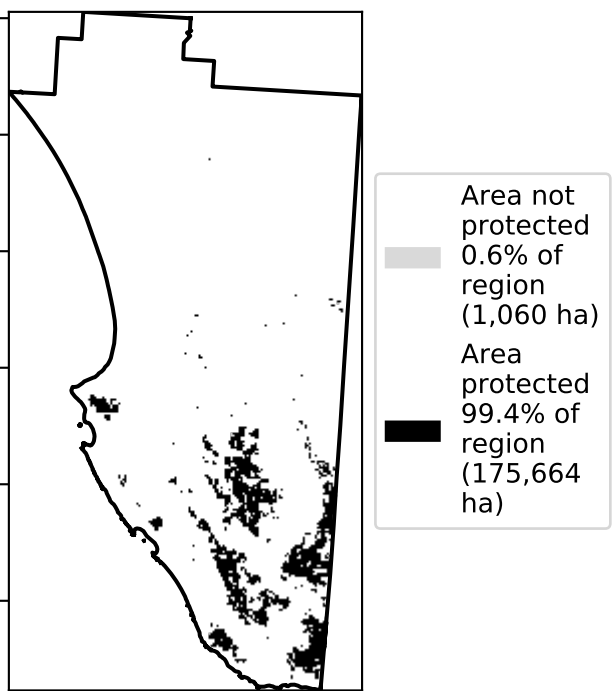 Area not
protected
0.6% of
region
(1,060 ha)
Area
protected
99.4% of
region
(175,664
ha)